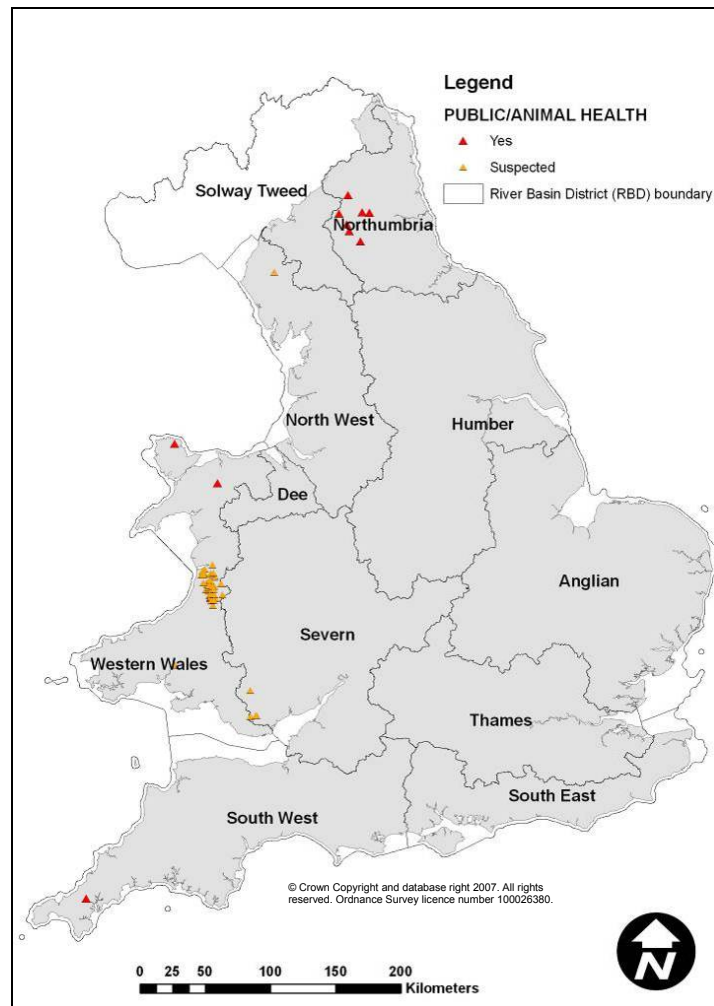 Legend
PUBLIC/ANIMAL HEALTH
Yes
Suspected
River Basin District (RBD) boundary
Solway Tweed
Northumbria
North West
Humber
Dee
Anglian
Severn
Western Wales
Thames
South East
South West
© Crown Copyright and database right 2007. All rights
reserved. Ordnance Survey licence number 100026380.
N
0 25 50 100 150 200
Kilometers